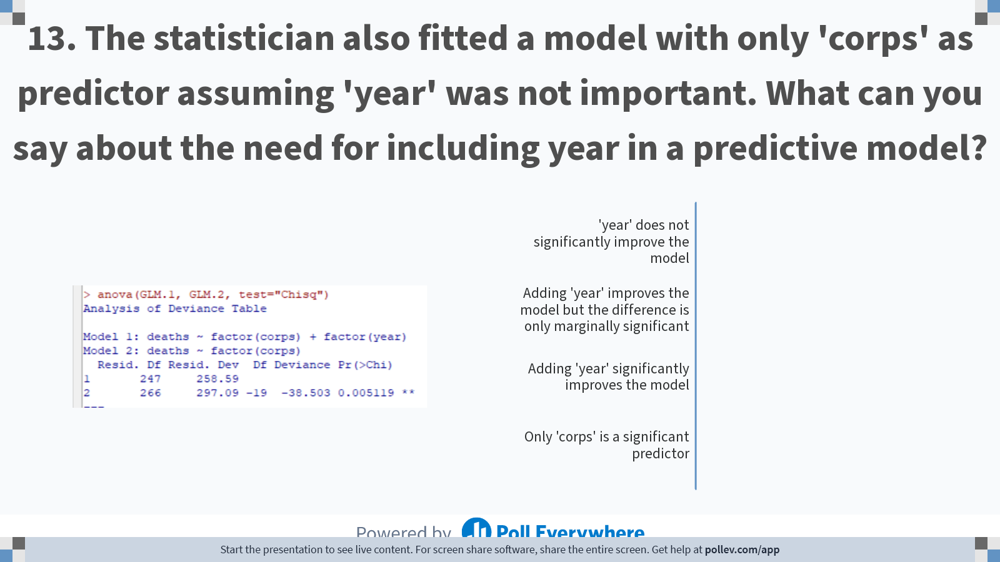 13. The statistician also fitted a model with only 'corps' as
predictor assuming 'year' was not important. What can you
say about the need for including year in a predictive model?
> anova(GLM.1, GLM.2, test="Chisq")
Analysis of Deviance Table
Model 1: deaths ~ factor(corps) + factor(year)
Model 2: deaths ~ factor(corps)
Resid. Df Resid. Dev Df Deviance Pr(>Chi)
1 247 258.59
2 266 297.09 -19 -38.503 0.005119 **
---
'year' does not
significantly improve the
model
Adding 'year' improves the
model but the difference is
only marginally significant
Adding 'year' significantly
improves the model
Only 'corps' is a significant
predictor
Powered by Poll Everywhere
Start the presentation to see live content. For screen share software, share the entire screen. Get help at pollev.com/app